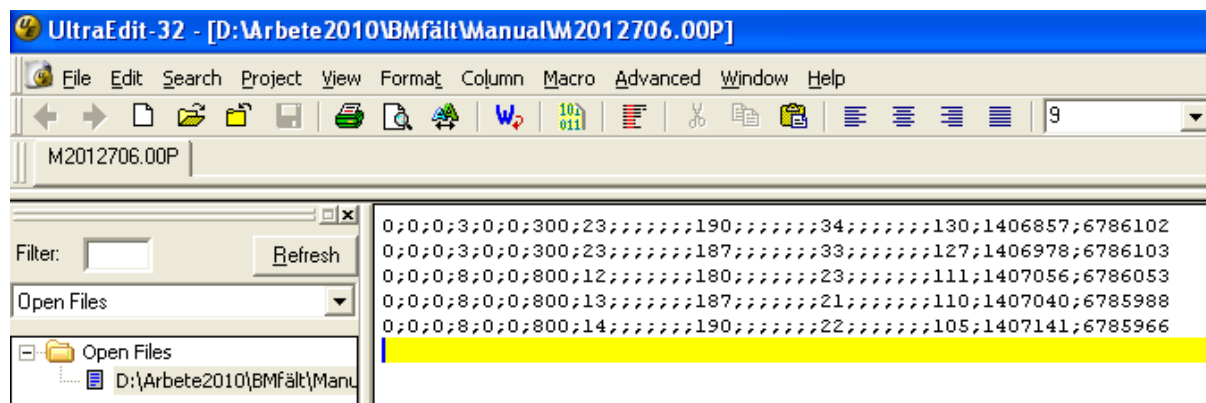 UltraEdit-32 - [D:\Arbete2010\BMfält\Manual\M2012706.00P]
File Edit Search Project View Format Column Macro Advanced Window Help
9
M2012706.00P
Filter: Refresh
Open Files
Open Files
D:\Arbete2010\BMfält\Manu
0;0;0;3;0;0;300;23;;;;;;;190;;;;;;;34;;;;;;;130;1406857;6786102
0;0;0;3;0;0;300;23;;;;;;;187;;;;;;;33;;;;;;;127;1406978;6786103
0;0;0;8;0;0;800;12;;;;;;;180;;;;;;;23;;;;;;;111;1407056;6786053
0;0;0;8;0;0;800;13;;;;;;;187;;;;;;;21;;;;;;;110;1407040;6785988
0;0;0;8;0;0;800;14;;;;;;;190;;;;;;;22;;;;;;;105;1407141;6785966